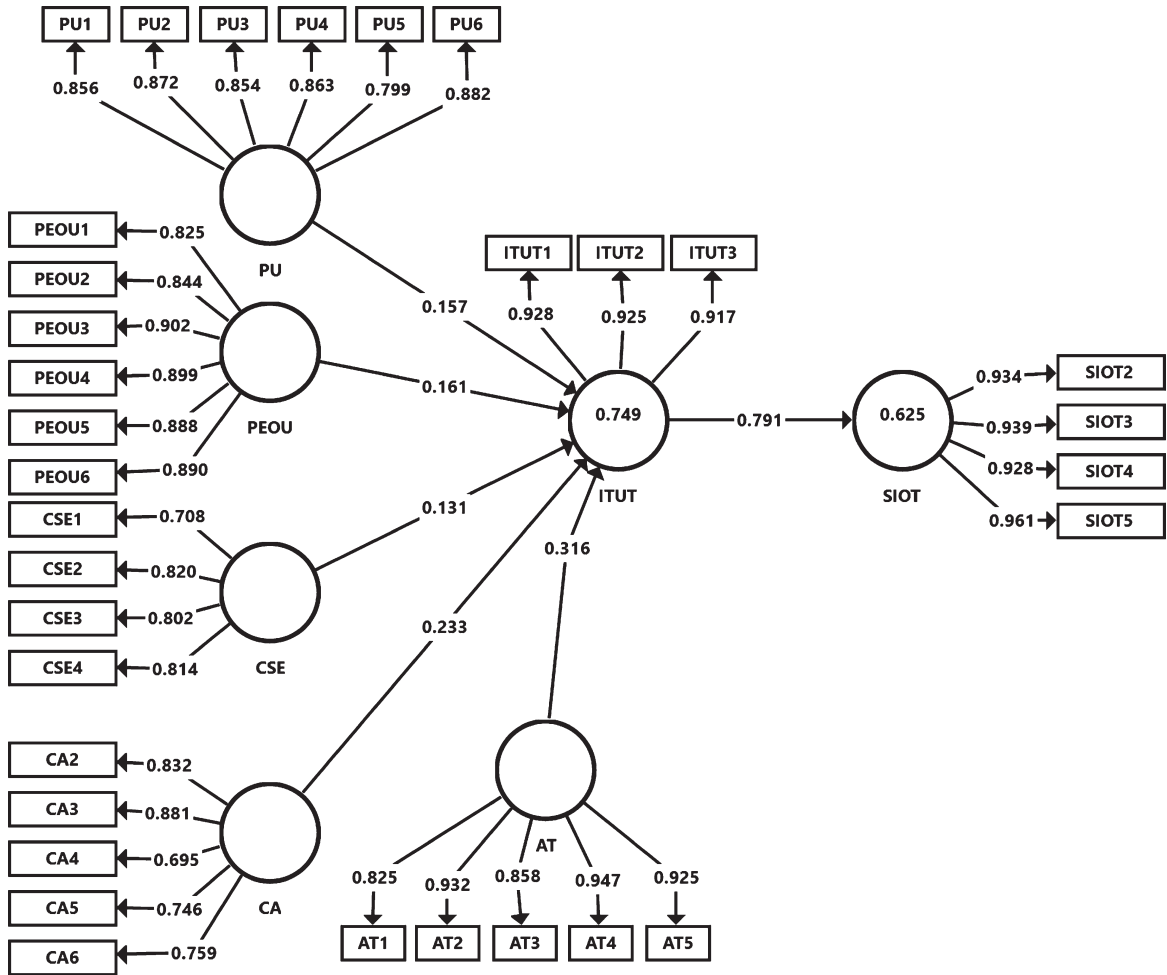 PU1 PU2 PU3 PU4 PU5 PU6
0.856 0.872 0.854 0.863 0.799 0.882
PU
PEOU1 0.825
PEOU2 0.844
PEOU3 0.902
PEOU4 0.899
PEOU5 0.888
PEOU6 0.890
PEOU
CSE1 0.708
CSE2 0.820
CSE3 0.802
CSE4 0.814
CSE
CA2 0.832
CA3 0.881
CA4 0.695
CA5 0.746
CA6 0.759
CA
0.157
0.161
0.131
0.233
0.316
ITUT1 ITUT2 ITUT3
0.928 0.925 0.917
0.749
ITUT
0.791
0.625
SIOT
0.934 SIOT2
0.939 SIOT3
0.928 SIOT4
0.961 SIOT5
AT
0.825 0.932 0.858 0.947 0.925
AT1 AT2 AT3 AT4 AT5